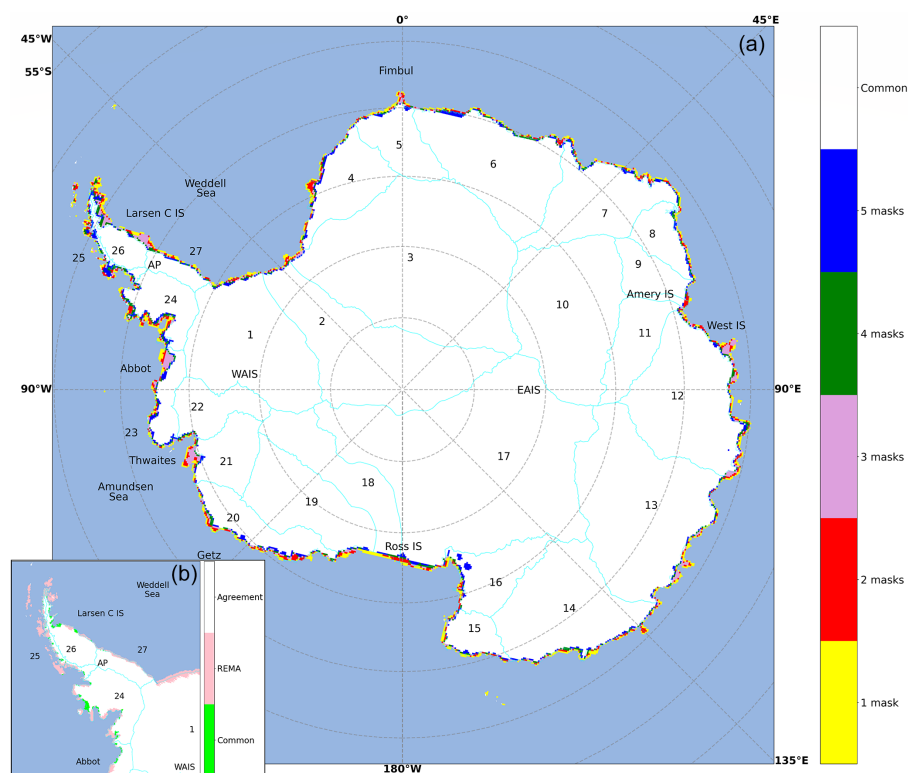 0°
45°E
45°W
(a)
55°S
Fimbul
Common
5
6
4
Weddell
Sea
5 masks
Larsen C IS
7
8
26
27
25
AP
3
9
10
Amery IS
24
4 masks
2
West IS
1
11
Abbot
WAIS
90°W
EAIS
90°E
12
22
3 masks
23
Thwaites
21
17
Amundsen
Sea
18
19
13
20
Ross IS
Getz
2 masks
16
14
15
1 mask
180°W
135°E
(b)
Weddell
Sea
Agreement
Larsen C IS
26
27
25
AP
REMA
24
1
Common
Abbot
WAIS